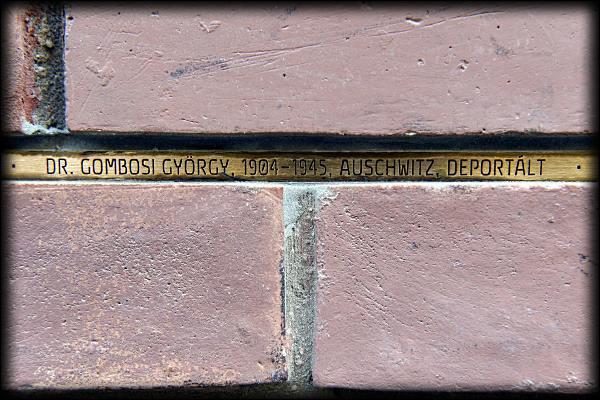 DR. GOMBOSI GYÖRGY, 1904-1945, AUSCHWITZ, DEPORTÁLT